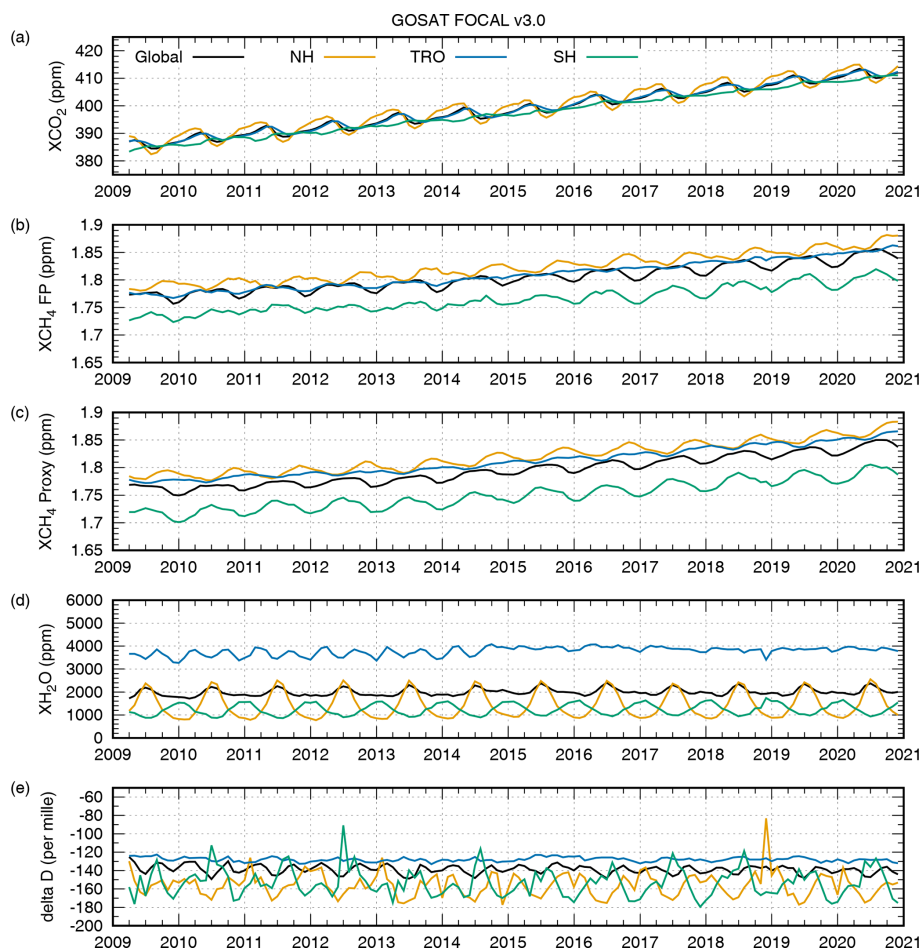 GOSAT FOCAL v3.0
(a)
XCO2 (ppm)
420
410
400
390
380
Global NH TRO SH
2009 2010 2011 2012 2013 2014 2015 2016 2017 2018 2019 2020 2021
(b)
XCH4 FP (ppm)
1.9
1.85
1.8
1.75
1.7
1.65
2009 2010 2011 2012 2013 2014 2015 2016 2017 2018 2019 2020 2021
(c)
XCH4 Proxy (ppm)
1.9
1.85
1.8
1.75
1.7
1.65
2009 2010 2011 2012 2013 2014 2015 2016 2017 2018 2019 2020 2021
(d)
XH2O (ppm)
6000
5000
4000
3000
2000
1000
0
2009 2010 2011 2012 2013 2014 2015 2016 2017 2018 2019 2020 2021
(e)
delta D (per mille)
-60
-80
-100
-120
-140
-160
-180
-200
2009 2010 2011 2012 2013 2014 2015 2016 2017 2018 2019 2020 2021